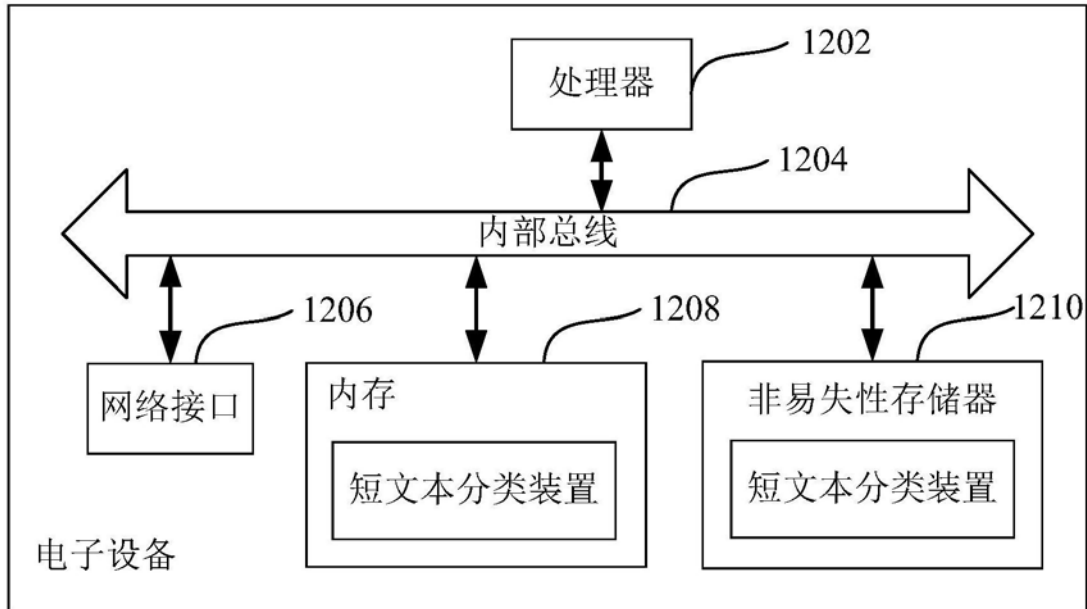 1202
处理器
1204
内部总线
1206
1208
1210
网络接口
内存
非易失性存储器
短文本分类装置
短文本分类装置
电子设备